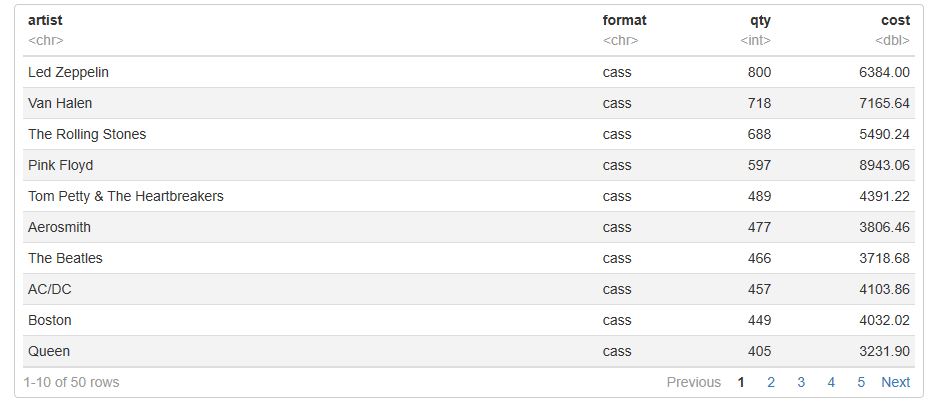 artist format qty cost
<chr> <chr> <int> <dbl>
Led Zeppelin cass 800 6384.00
Van Halen cass 718 7165.64
The Rolling Stones cass 688 5490.24
Pink Floyd cass 597 8943.06
Tom Petty & The Heartbreakers cass 489 4391.22
Aerosmith cass 477 3806.46
The Beatles cass 466 3718.68
AC/DC cass 457 4103.86
Boston cass 449 4032.02
Queen cass 405 3231.90
1-10 of 50 rows Previous 1 2 3 4 5 Next